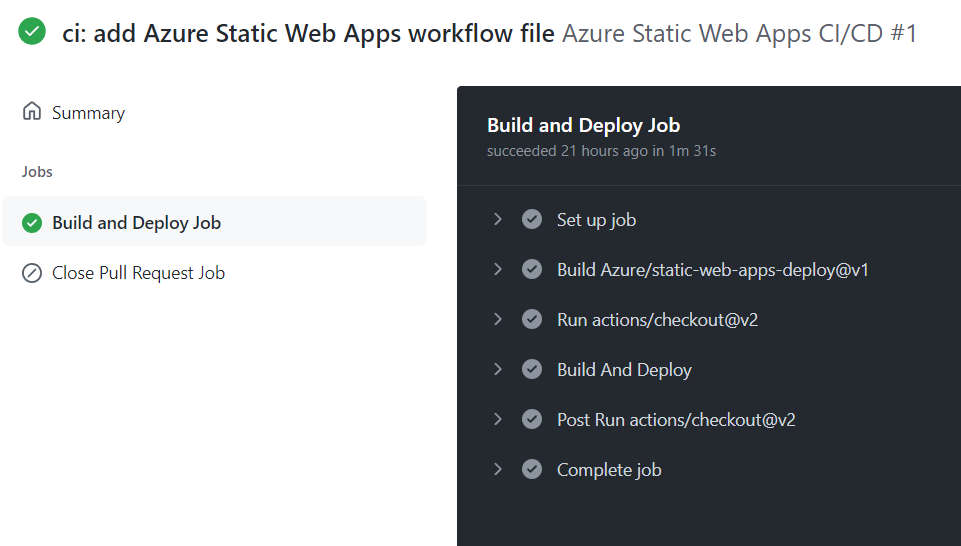 ci: add Azure Static Web Apps workflow file Azure Static Web Apps CI/CD #1
Summary
Jobs
Build and Deploy Job
Close Pull Request Job
Build and Deploy Job
succeeded 21 hours ago in 1m 31s
Set up job
Build Azure/static-web-apps-deploy@v1
Run actions/checkout@v2
Build And Deploy
Post Run actions/checkout@v2
Complete job